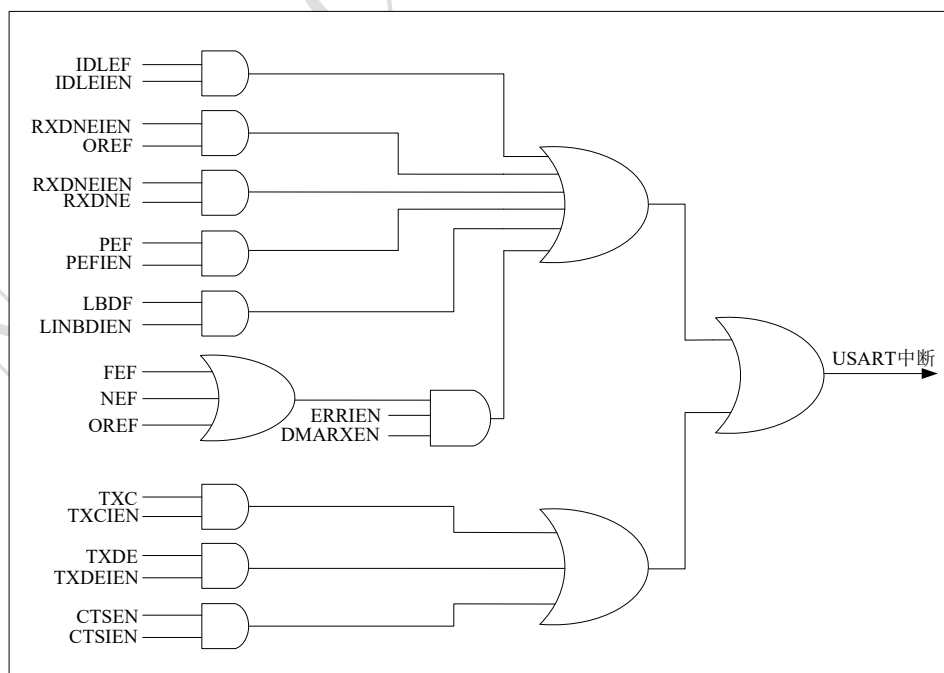 IDLEF
IDLEIEN
RXDNEIEN
OREF
RXDNEIEN
RXDNE
PEF
PEFIEN
LBDF
LINBDIEN
FEF
NEF
OREF
ERRIEN
DMARXEN
USART中断
TXC
TXCIEN
TXDE
TXDEIEN
CTSEN
CTSIEN